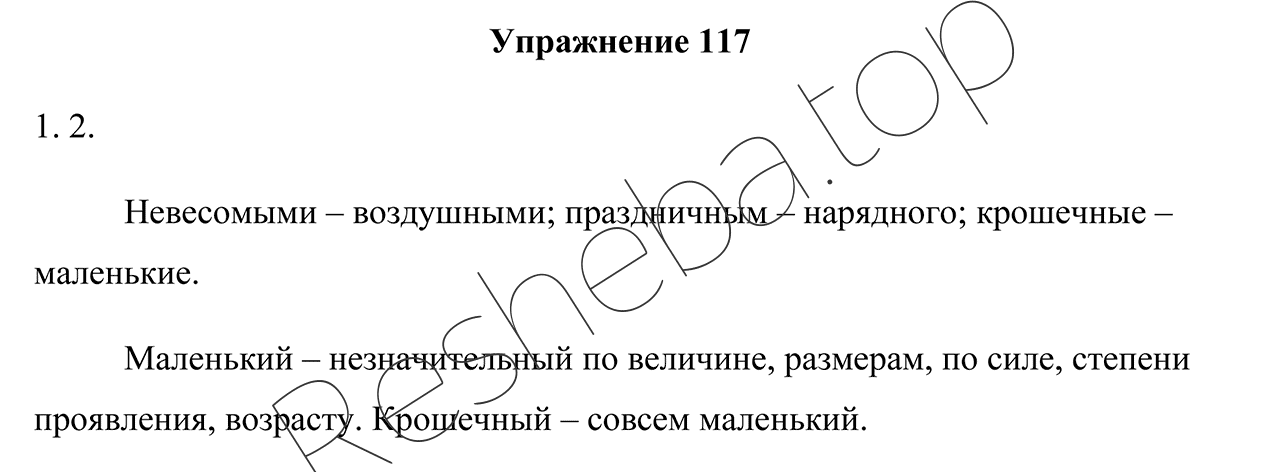 Упражнение 117
1. 2.
Невесомыми – воздушными; праздничным – нарядного; крошечные –
маленькие.
Маленький – незначительный по величине, размерам, по силе, степени
проявления, возрасту. Крошечный – совсем маленький.
Resheba.top